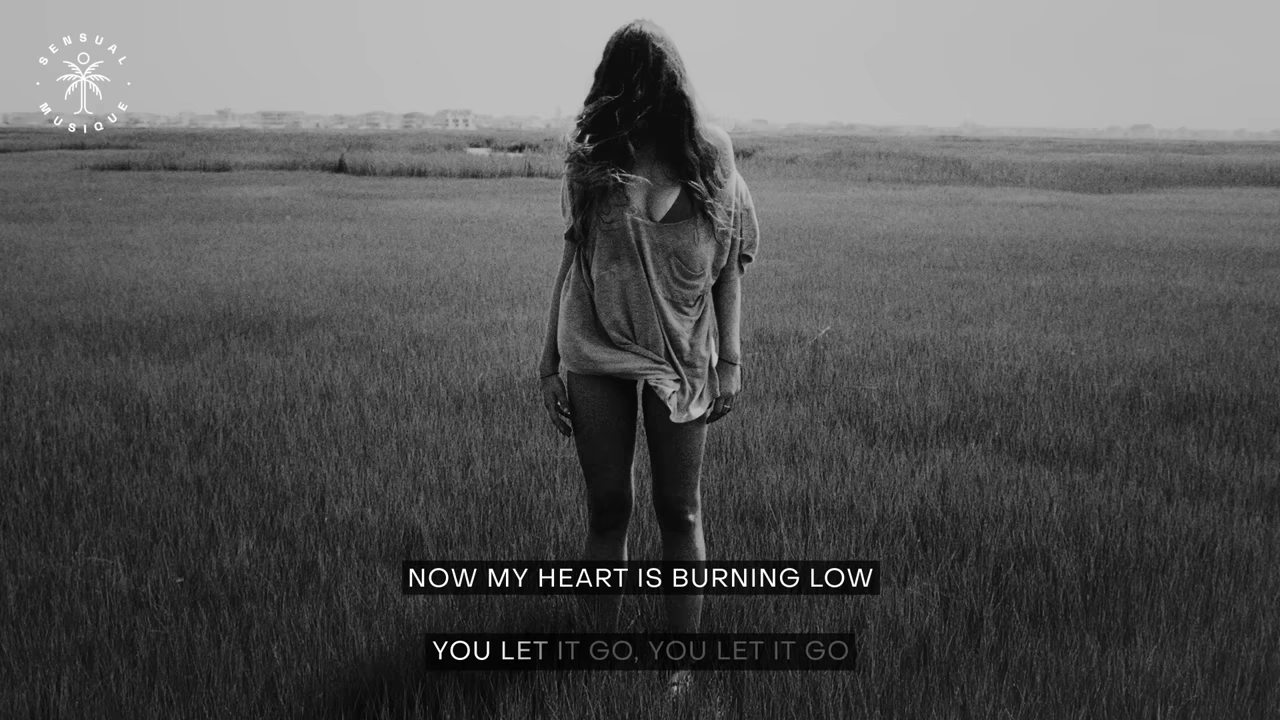 SENSUAL
MUSIQUE
NOW MY HEART IS BURNING LOW
YOU LET IT GO, YOU LET IT GO